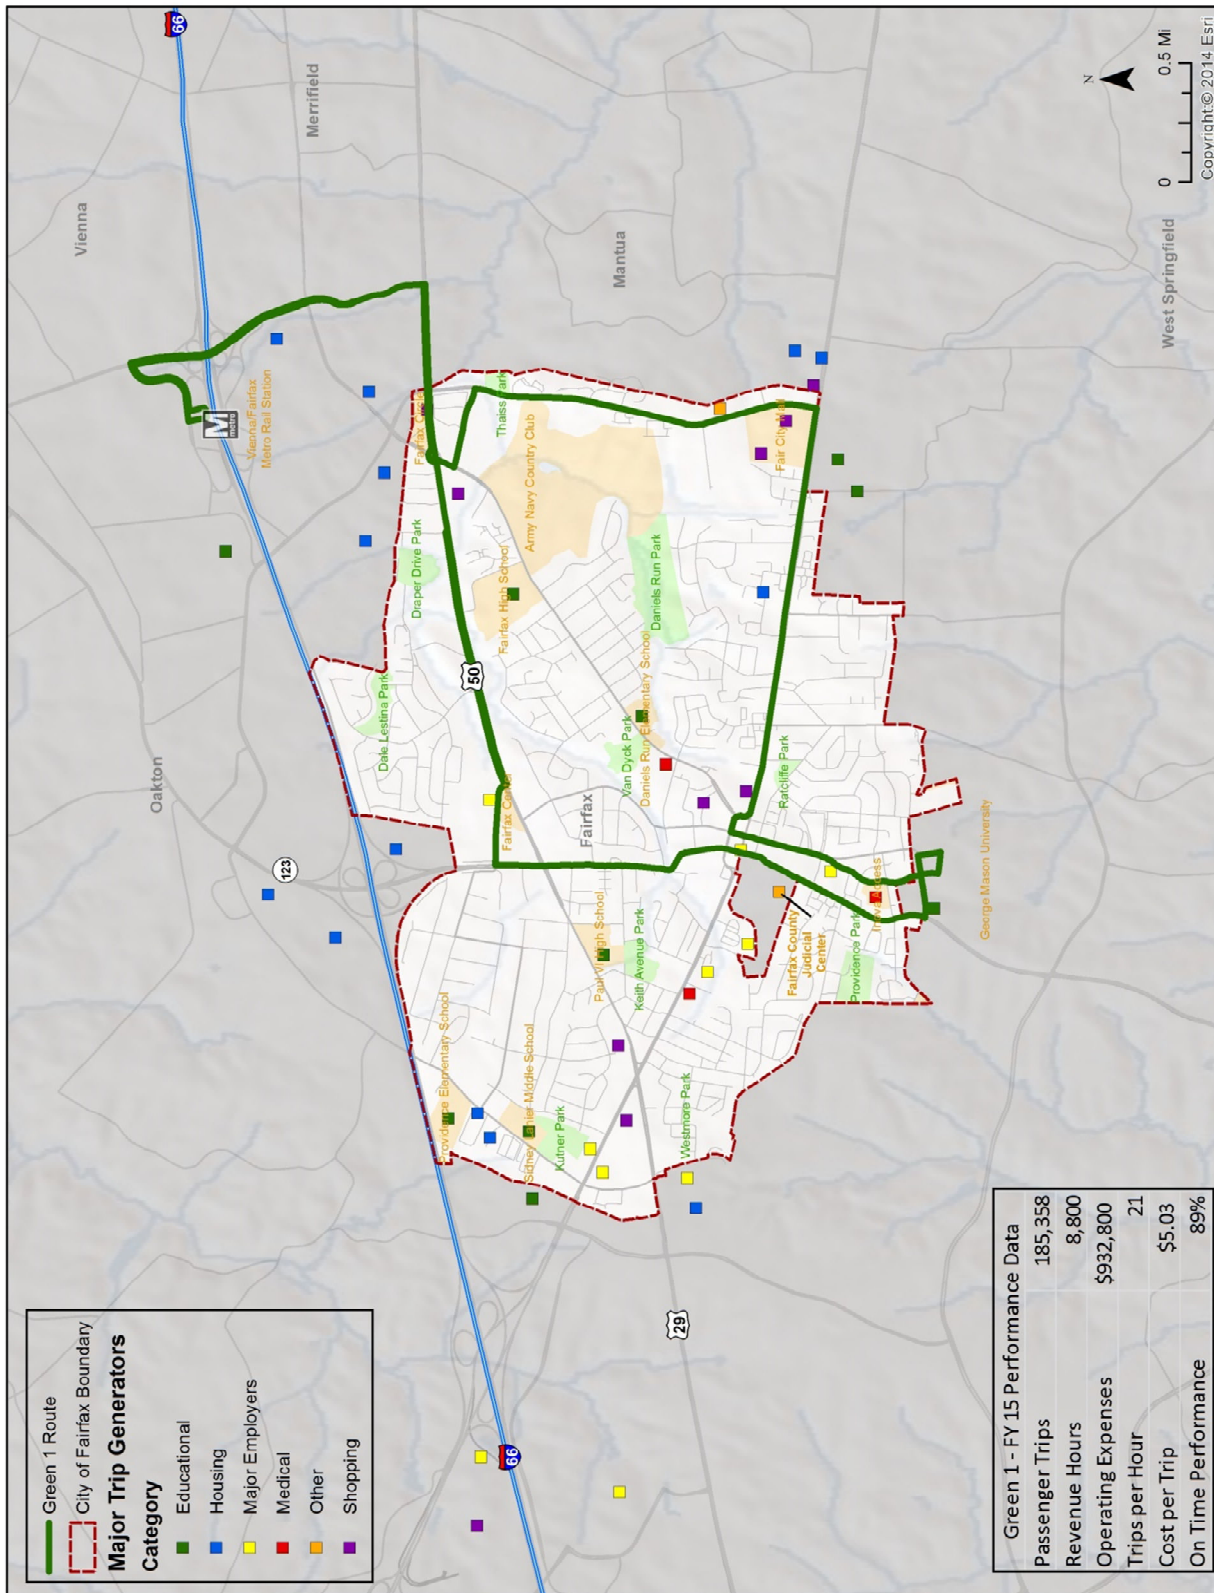 Green 1 Route
City of Fairfax Boundary
Major Trip Generators
Category
Educational
Housing
Major Employers
Medical
Other
Shopping
66
Vienna
Merrifield
Oakton
123
M
metro
Vienna/Fairfax
Metro Rail Station
Fairfax Circle
Thaiss Park
Mantua
Army Navy Country Club
Draper Drive Park
Fairfax High School
50
Dale Lestina Park
Daniels Run Park
Daniels Run Elementary School
Van Dyck Park
Fair City Mall
Fairfax
Ratcliffe Park
Providence Elementary School
Sidney Lanier Middle School
Kutner Park
Keith Avenue Park
Westmore Park
Fairfax County
Judicial
Center
Providence Park
George Mason University
West Springfield
66
29
Green 1 - FY 15 Performance Data
Passenger Trips 185,358
Revenue Hours 8,800
Operating Expenses $932,800
Trips per Hour 21
Cost per Trip $5.03
On Time Performance 89%
N
0 0.5 Mi
Copyright:© 2014 Esri